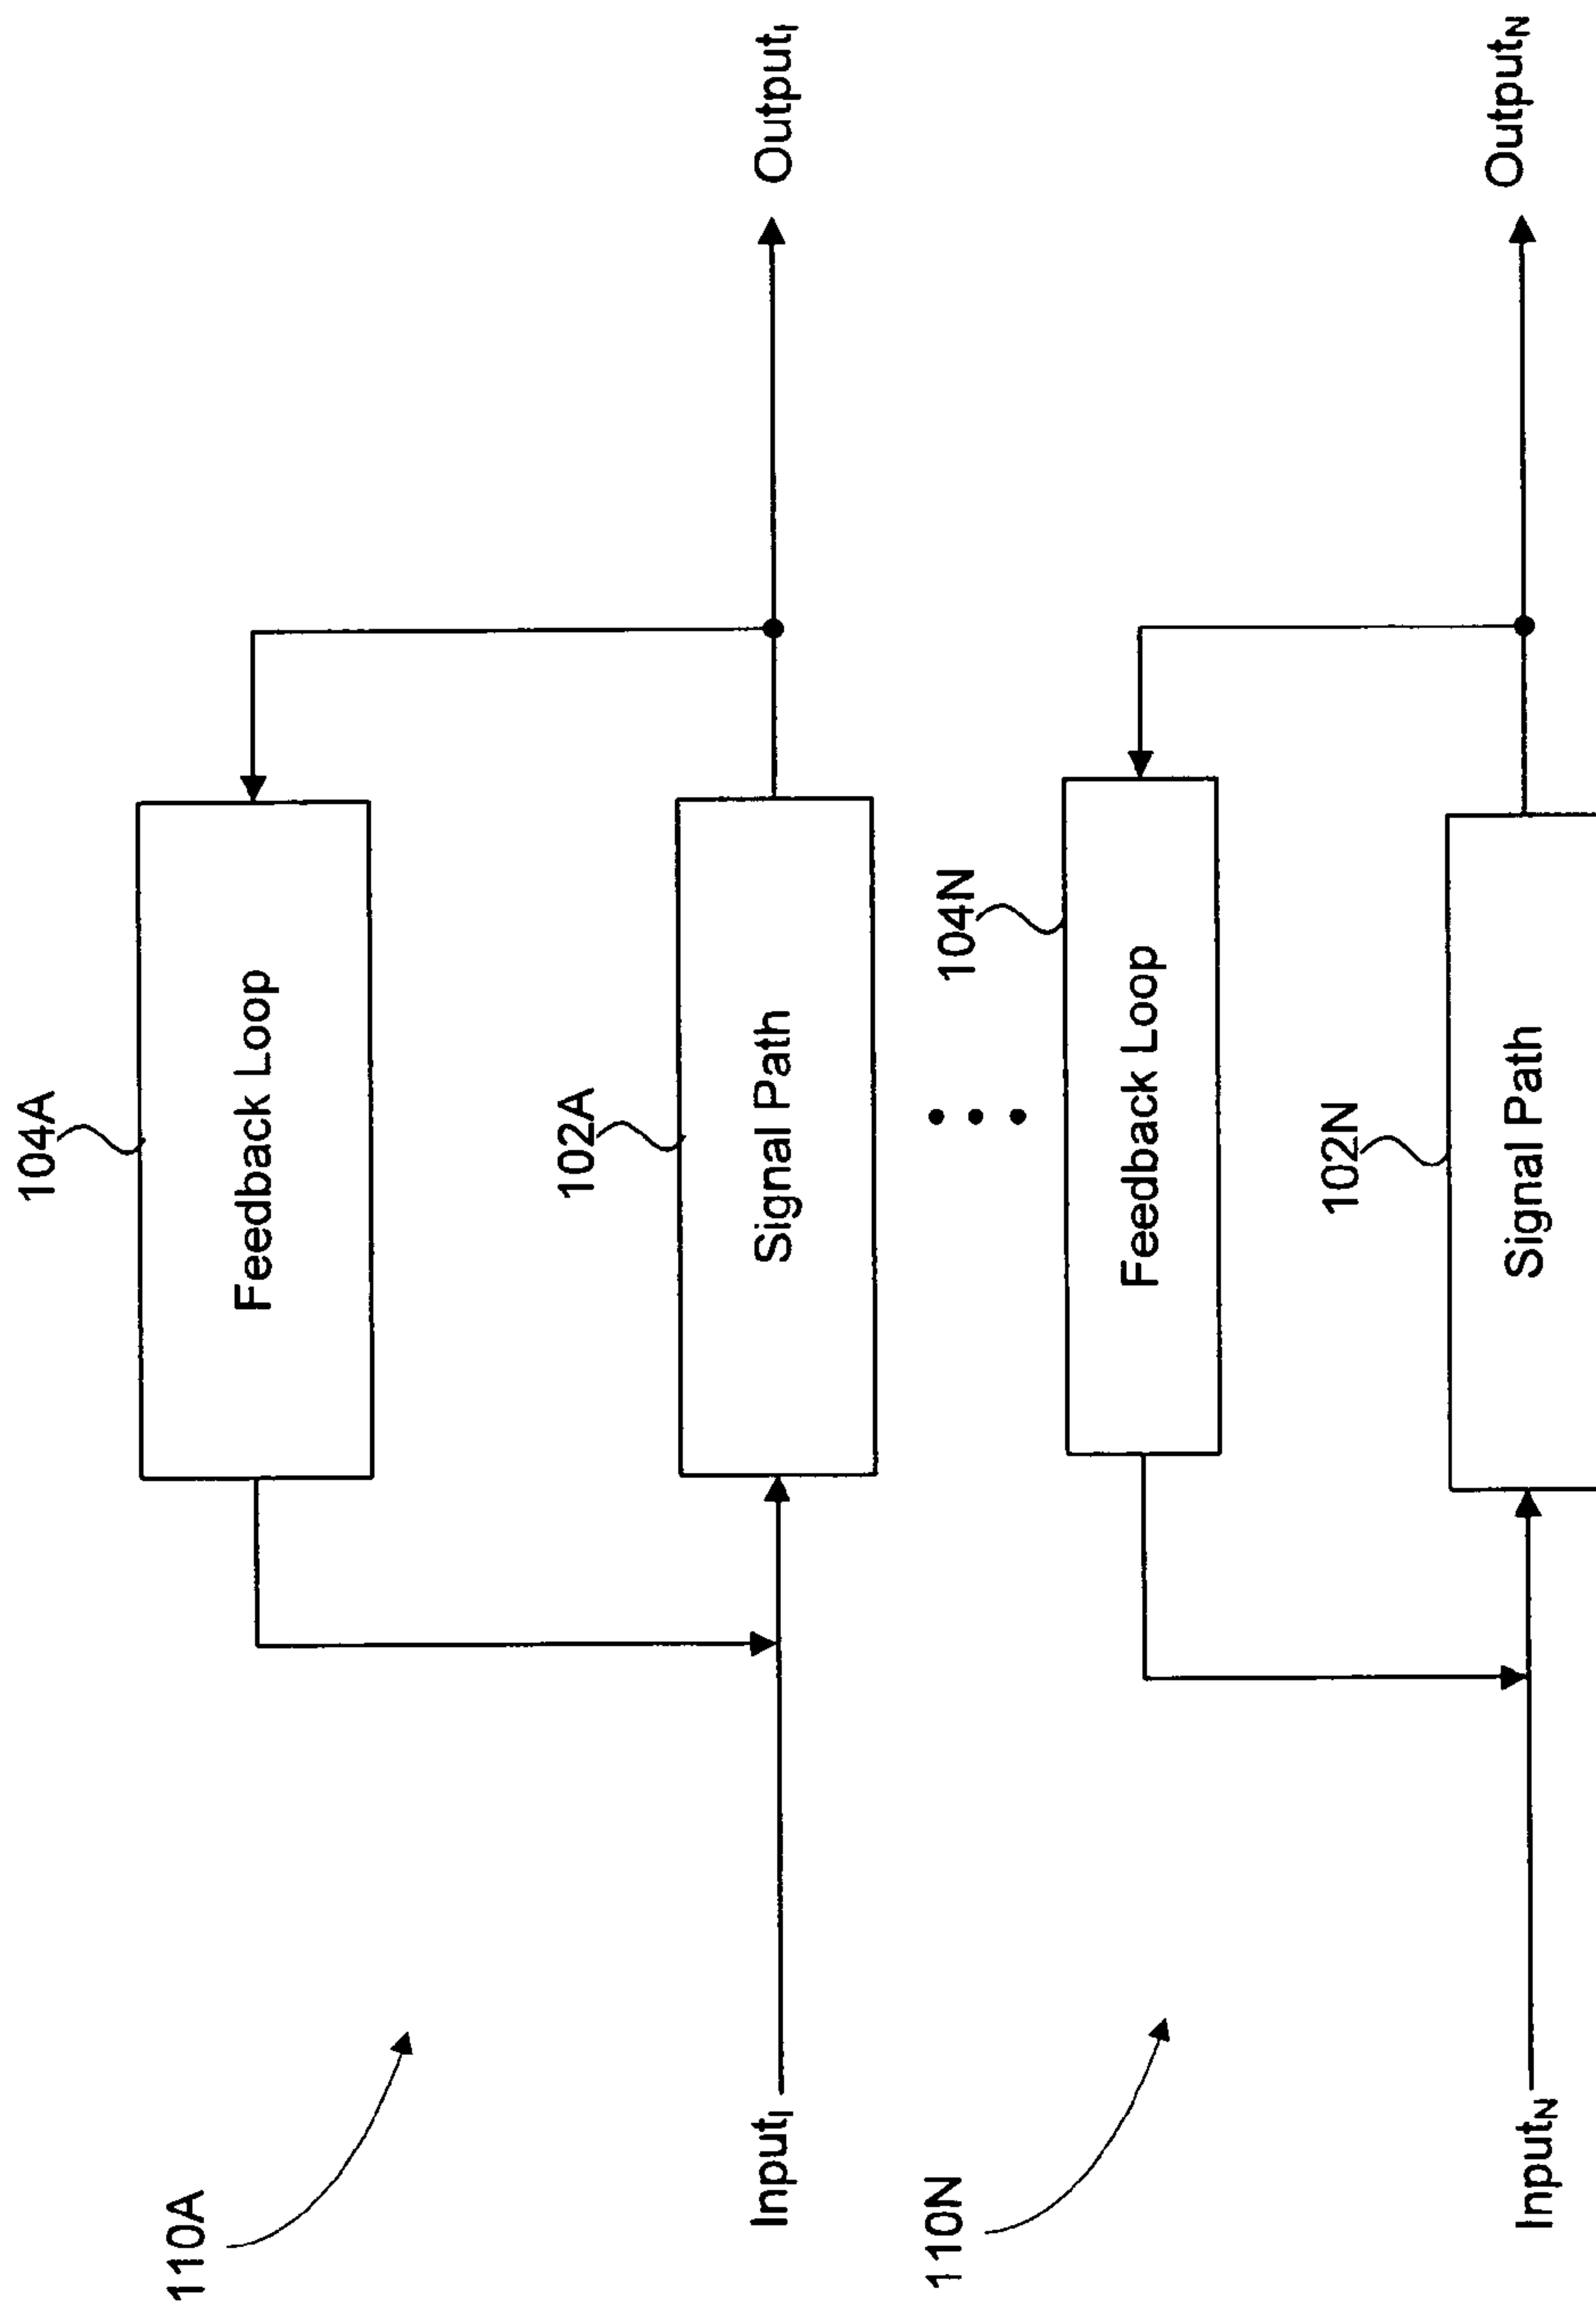 110A
104A
Feedback Loop
102A
Signal Path
Input₁
Output₁
110N
104N
Feedback Loop
102N
Signal Path
Inputₙ
Outputₙ